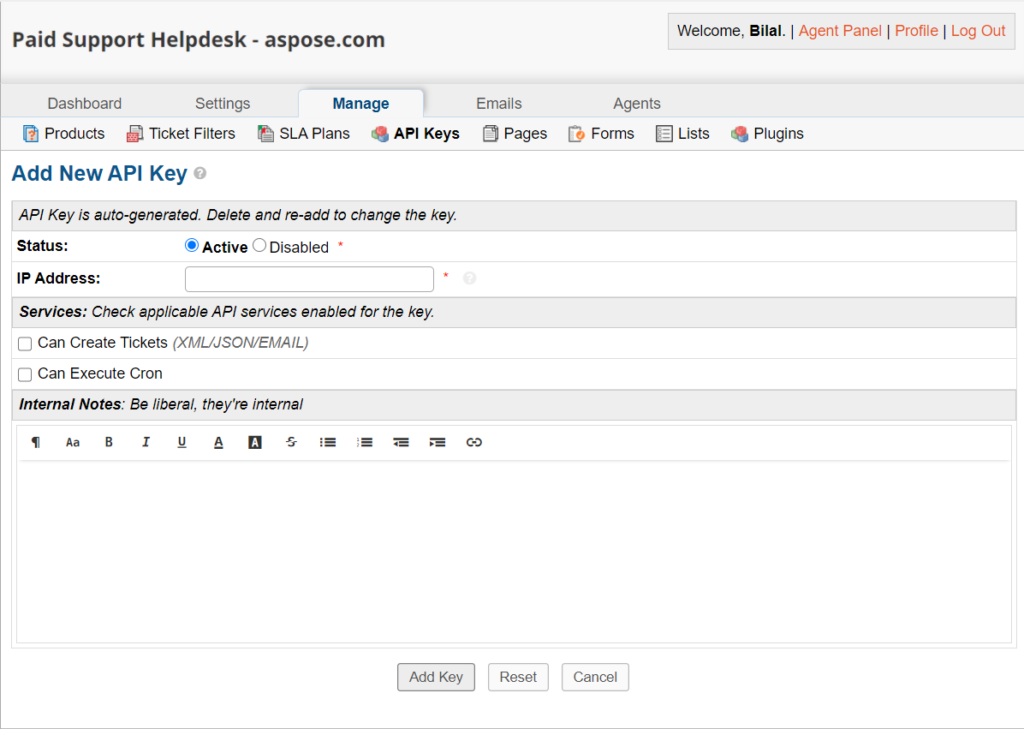 Paid Support Helpdesk - aspose.com
Welcome, Bilal. | Agent Panel | Profile | Log Out
Dashboard Settings Manage Emails Agents
Products Ticket Filters SLA Plans API Keys Pages Forms Lists Plugins
Add New API Key ?
API Key is auto-generated. Delete and re-add to change the key.
Status: Active Disabled *
IP Address: * ?
Services: Check applicable API services enabled for the key.
Can Create Tickets (XML/JSON/EMAIL)
Can Execute Cron
Internal Notes: Be liberal, they're internal
¶ Aa B I U A A S
Add Key Reset Cancel